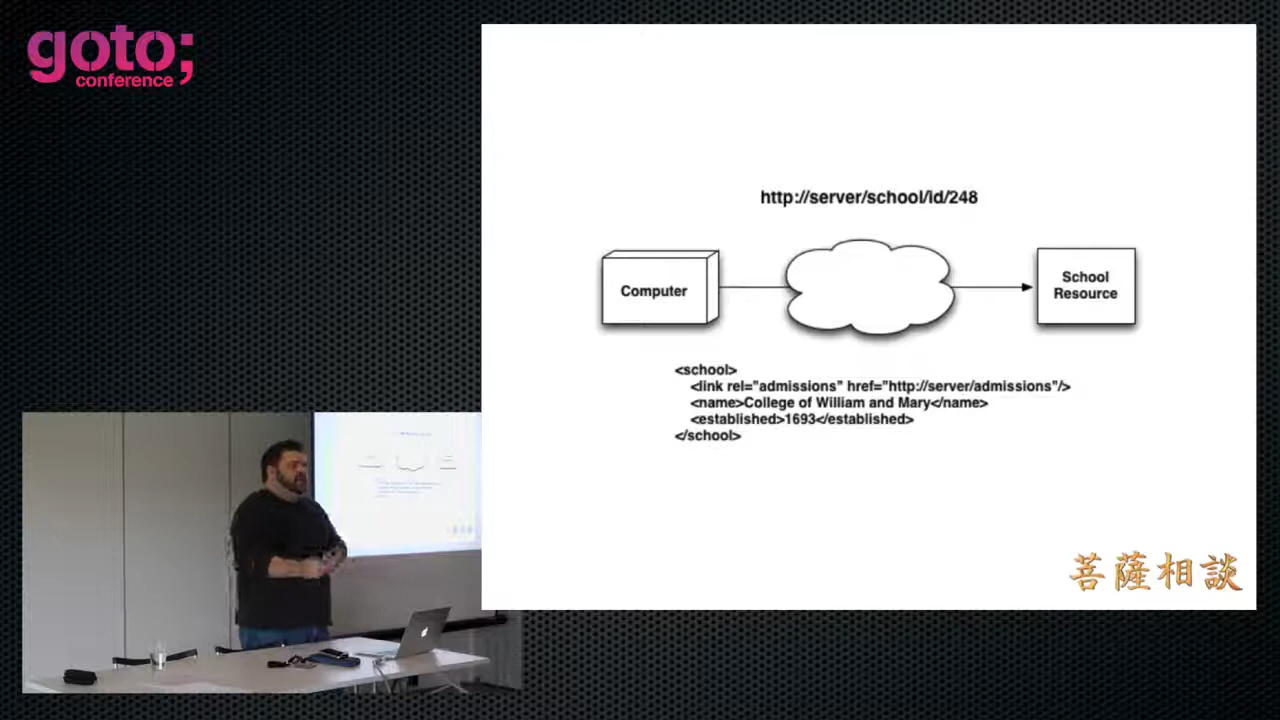 goto;
conference
http://server/school/id/248
Computer
School
Resource
<school>
<link rel="admissions" href="http://server/admissions"/>
<name>College of William and Mary</name>
<established>1693</established>
</school>
菩薩相談